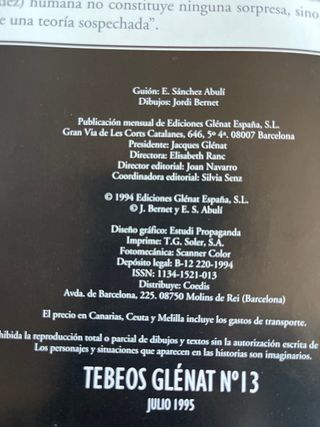 dez) humana no constituye ninguna sorpresa, sino
e una teoría sospechada”.
Guión: E. Sánchez Abulí
Dibujos: Jordi Bernet
Publicación mensual de Ediciones Glénat España, S.L.
Gran Via de Les Corts Catalanes, 646, 5º 4ª. 08007 Barcelona
Presidente: Jacques Glénat
Directora: Elisabeth Ranc
Director editorial: Joan Navarro
Coordinadora editorial: Silvia Senz
© 1994 Ediciones Glénat España, S.L.
© J. Bernet y E. S. Abulí
Diseño gráfico: Estudi Propaganda
Imprime: T.G. Soler, S.A.
Fotomecánica: Scanner Color
Depósito legal: B-12 220-1994
ISSN: 1134-1521-013
Distribuye: Coedis
Avda. de Barcelona, 225. 08750 Molins de Rei (Barcelona)
El precio en Canarias, Ceuta y Melilla incluye los gastos de transporte.
hibida la reproducción total o parcial de dibujos y textos sin la autorización escrita de
Los personajes y situaciones que aparecen en las historias son imaginarios.
TEBEOS GLÉNAT Nº13
JULIO 1995